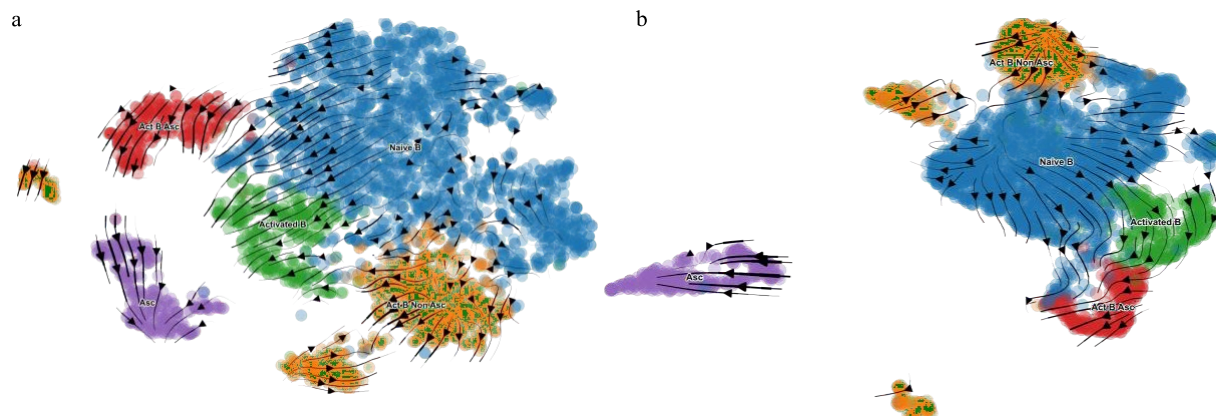 a
Act B Asc
Naive B
Activated B
Asc
Act B Non Asc
b
Act B Non Asc
Naive B
Activated B
Asc
Act B Asc